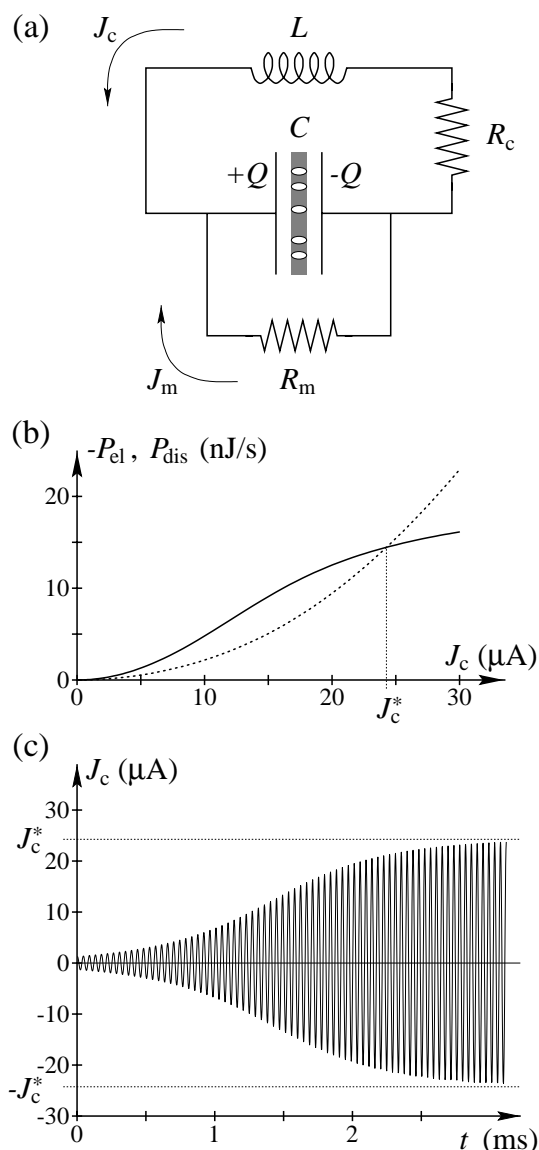 (a)
J_c
L
C
R_c
+Q
-Q
J_m
R_m
(b)
-P_el , P_dis (nJ/s)
20
10
0
J_c (μA)
0 10 20 30
J_c^*
(c)
J_c (μA)
30
J_c^*
20
10
0
-10
-20
-J_c^*
-30
0 1 2
t (ms)